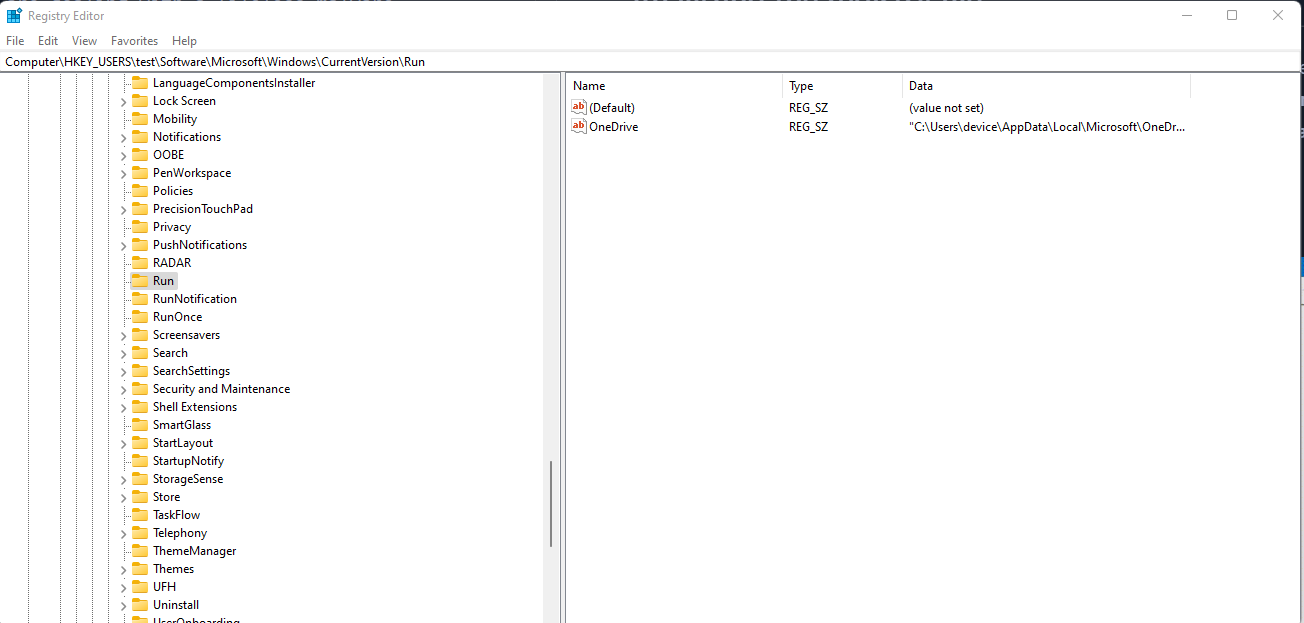 Registry Editor
File Edit View Favorites Help
Computer\HKEY_USERS\test\Software\Microsoft\Windows\CurrentVersion\Run
LanguageComponentsInstaller
Lock Screen
Mobility
Notifications
OOBE
PenWorkspace
Policies
PrecisionTouchPad
Privacy
PushNotifications
RADAR
Run
RunNotification
RunOnce
Screensavers
Search
SearchSettings
Security and Maintenance
Shell Extensions
SmartGlass
StartLayout
StartupNotify
StorageSense
Store
TaskFlow
Telephony
ThemeManager
Themes
UFH
Uninstall
UserOnboarding
Name Type Data
ab (Default) REG_SZ (value not set)
ab OneDrive REG_SZ "C:\Users\device\AppData\Local\Microsoft\OneDr...